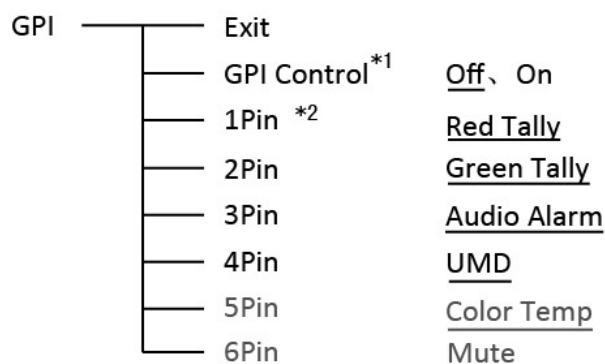 GPI Exit
GPI Control*1 Off、On
1Pin *2 Red Tally
2Pin Green Tally
3Pin Audio Alarm
4Pin UMD
5Pin Color Temp
6Pin Mute